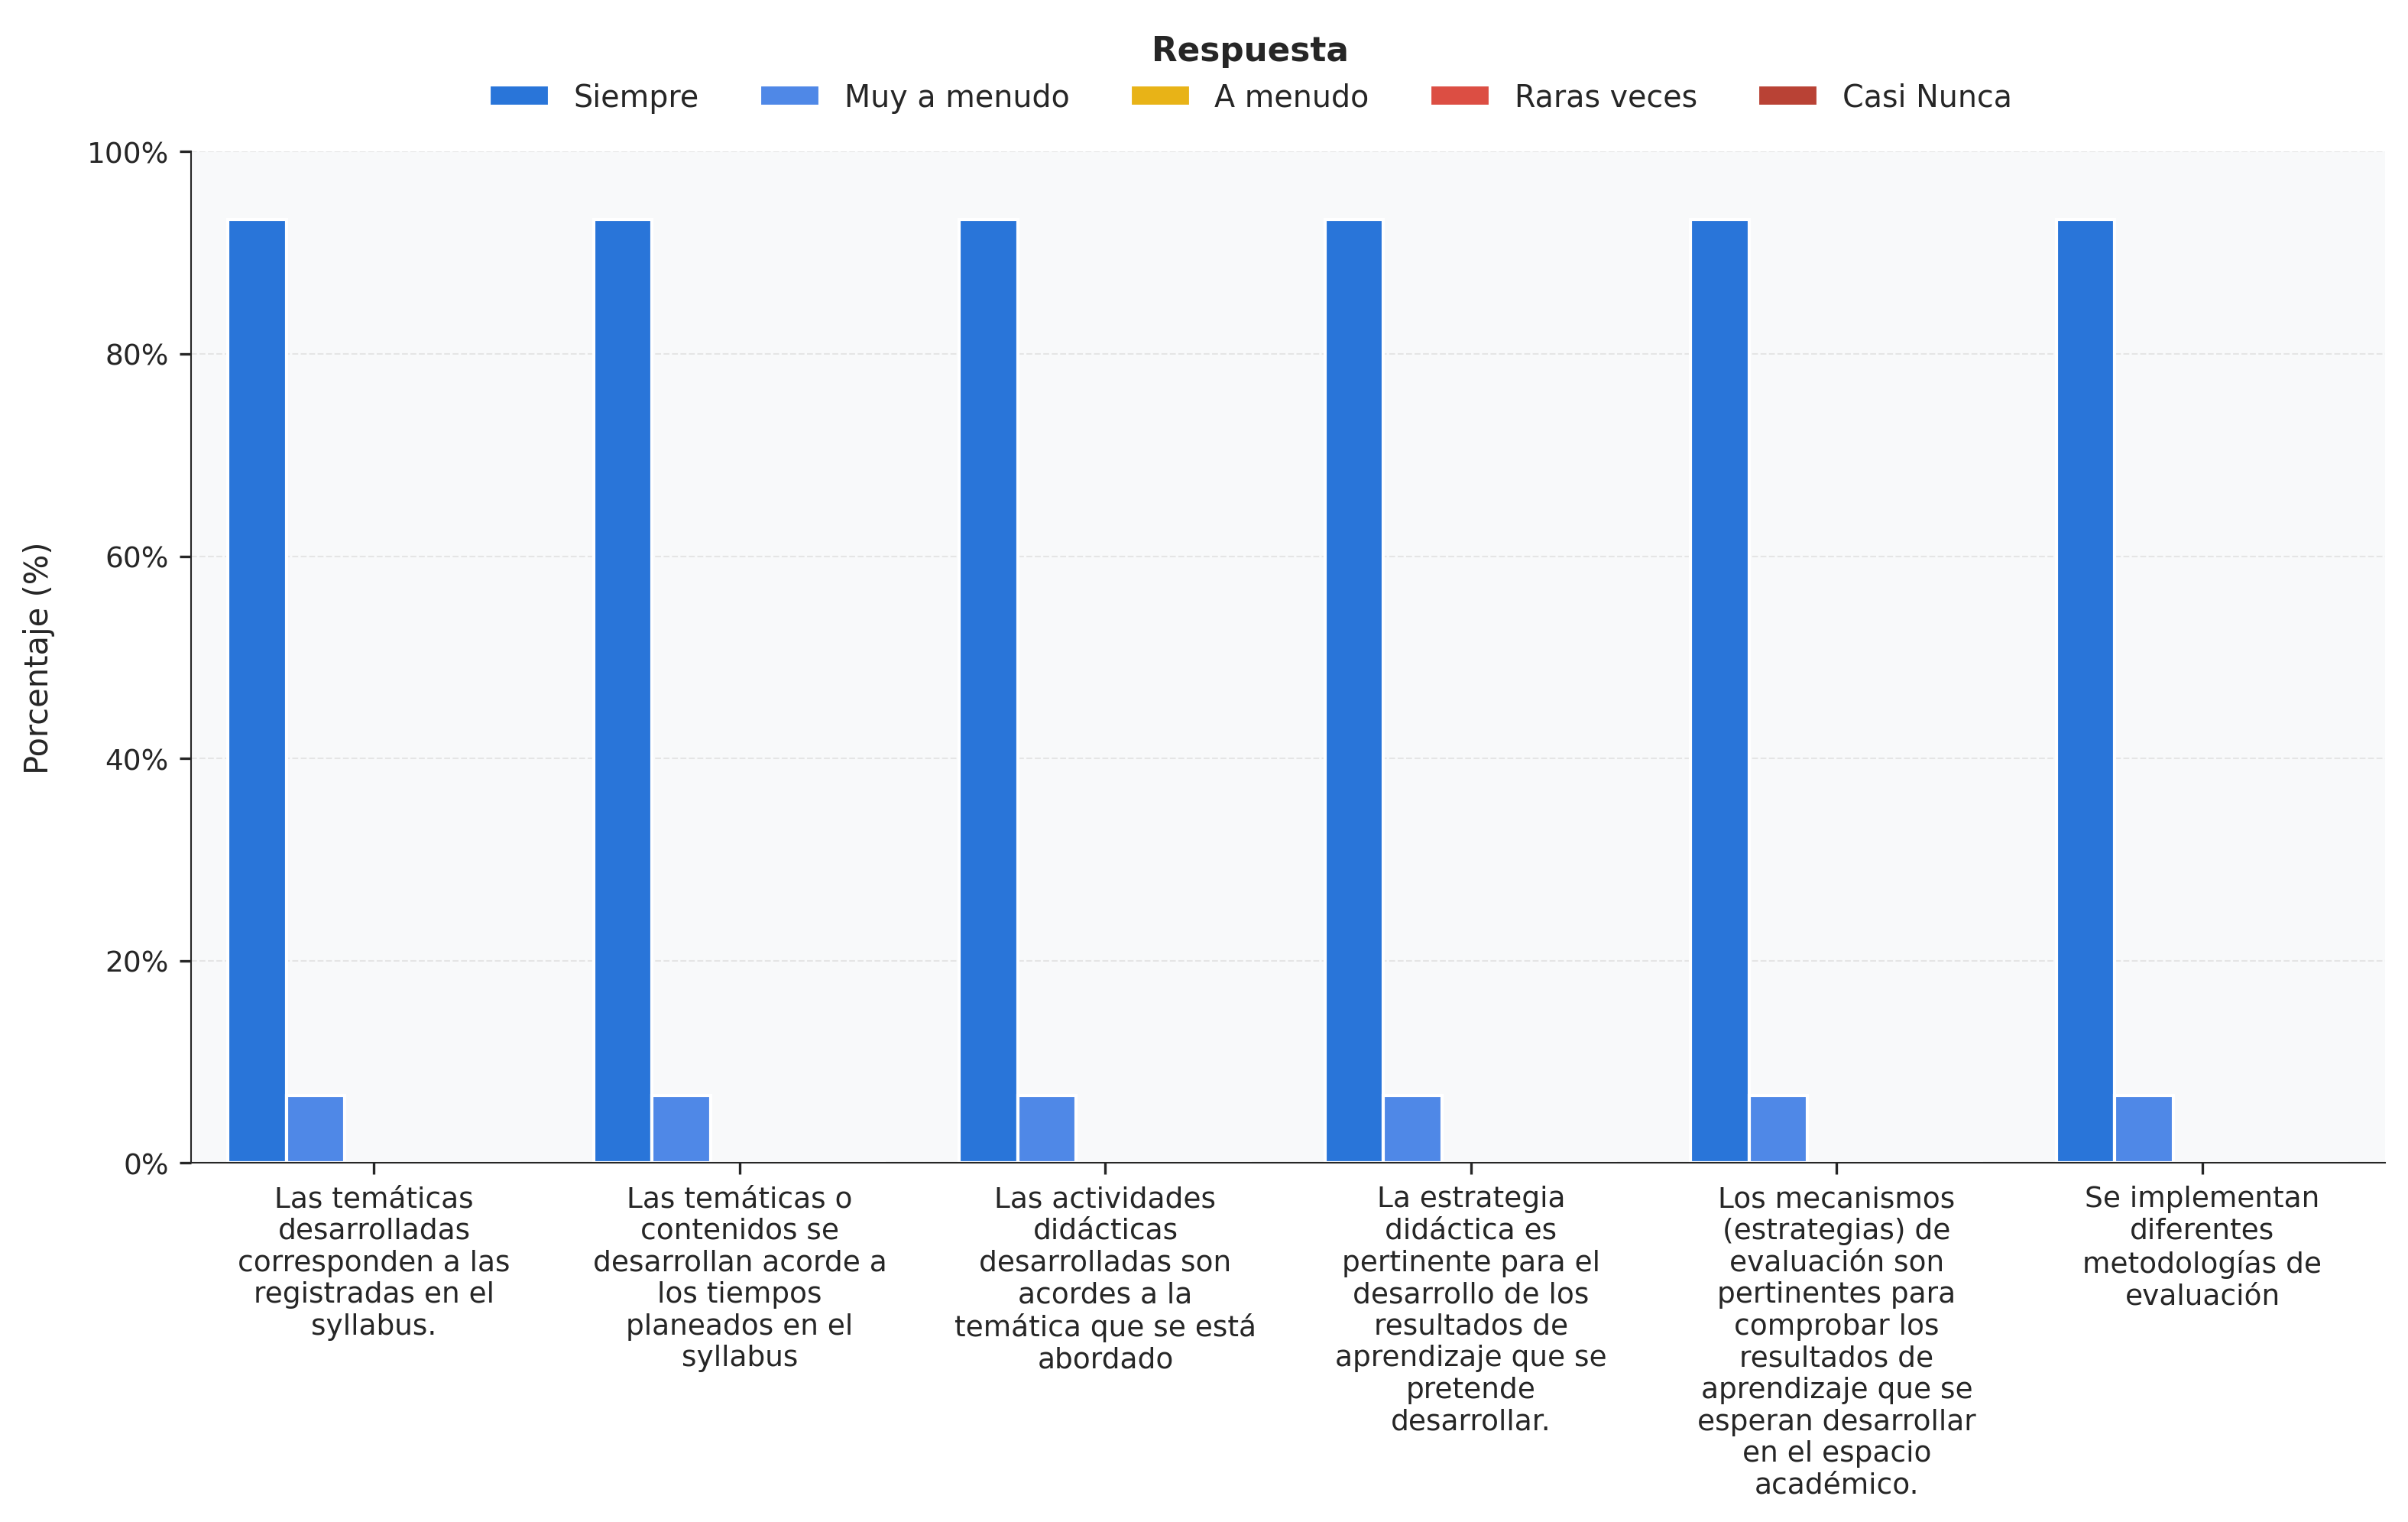 Respuesta
Siempre
Muy a menudo
A menudo
Raras veces
Casi Nunca
Porcentaje (%)
100%
80%
60%
40%
20%
0%
Las temáticas
desarrolladas
corresponden a las
registradas en el
syllabus.
Las temáticas o
contenidos se
desarrollan acorde a
los tiempos
planeados en el
syllabus
Las actividades
didácticas
desarrolladas son
acordes a la
temática que se está
abordado
La estrategia
didáctica es
pertinente para el
desarrollo de los
resultados de
aprendizaje que se
pretende
desarrollar.
Los mecanismos
(estrategias) de
evaluación son
pertinentes para
comprobar los
resultados de
aprendizaje que se
esperan desarrollar
en el espacio
académico.
Se implementan
diferentes
metodologías de
evaluación